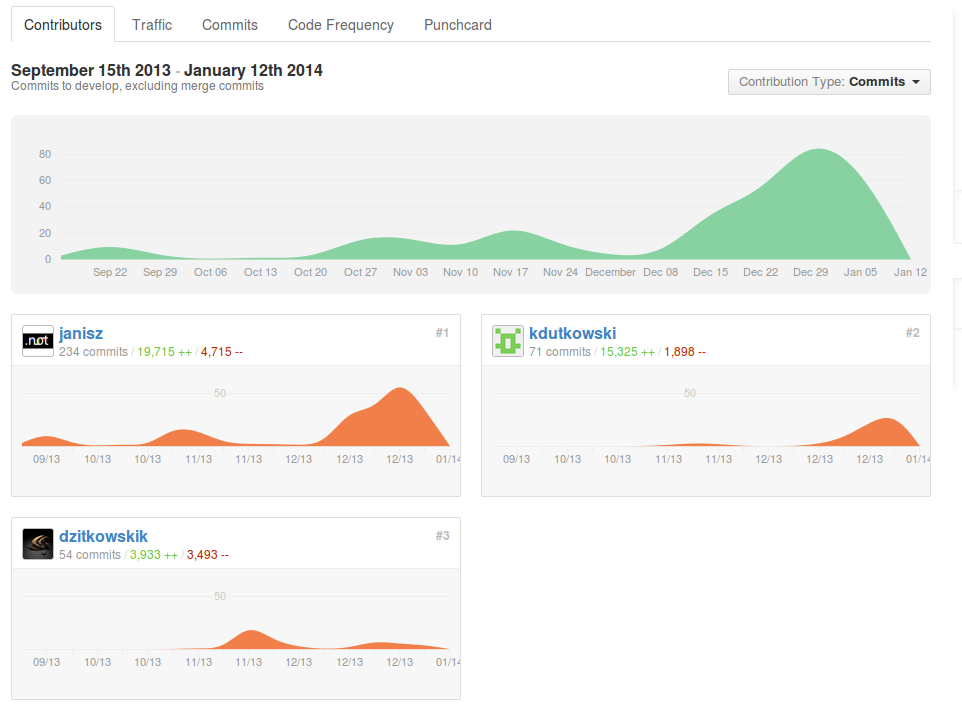 Contributors Traffic Commits Code Frequency Punchcard
September 15th 2013 - January 12th 2014
Commits to develop, excluding merge commits
Contribution Type: Commits
80
60
40
20
0
Sep 22 Sep 29 Oct 06 Oct 13 Oct 20 Oct 27 Nov 03 Nov 10 Nov 17 Nov 24 December Dec 08 Dec 15 Dec 22 Dec 29 Jan 05 Jan 12
.not janisz #1
234 commits / 19,715 ++ / 4,715 --
50
09/13 10/13 10/13 11/13 11/13 12/13 12/13 12/13 01/14
kdutkowski #2
71 commits / 15,325 ++ / 1,898 --
50
09/13 10/13 10/13 11/13 11/13 12/13 12/13 12/13 01/14
dzitkowskik #3
54 commits / 3,933 ++ / 3,493 --
50
09/13 10/13 10/13 11/13 11/13 12/13 12/13 12/13 01/14